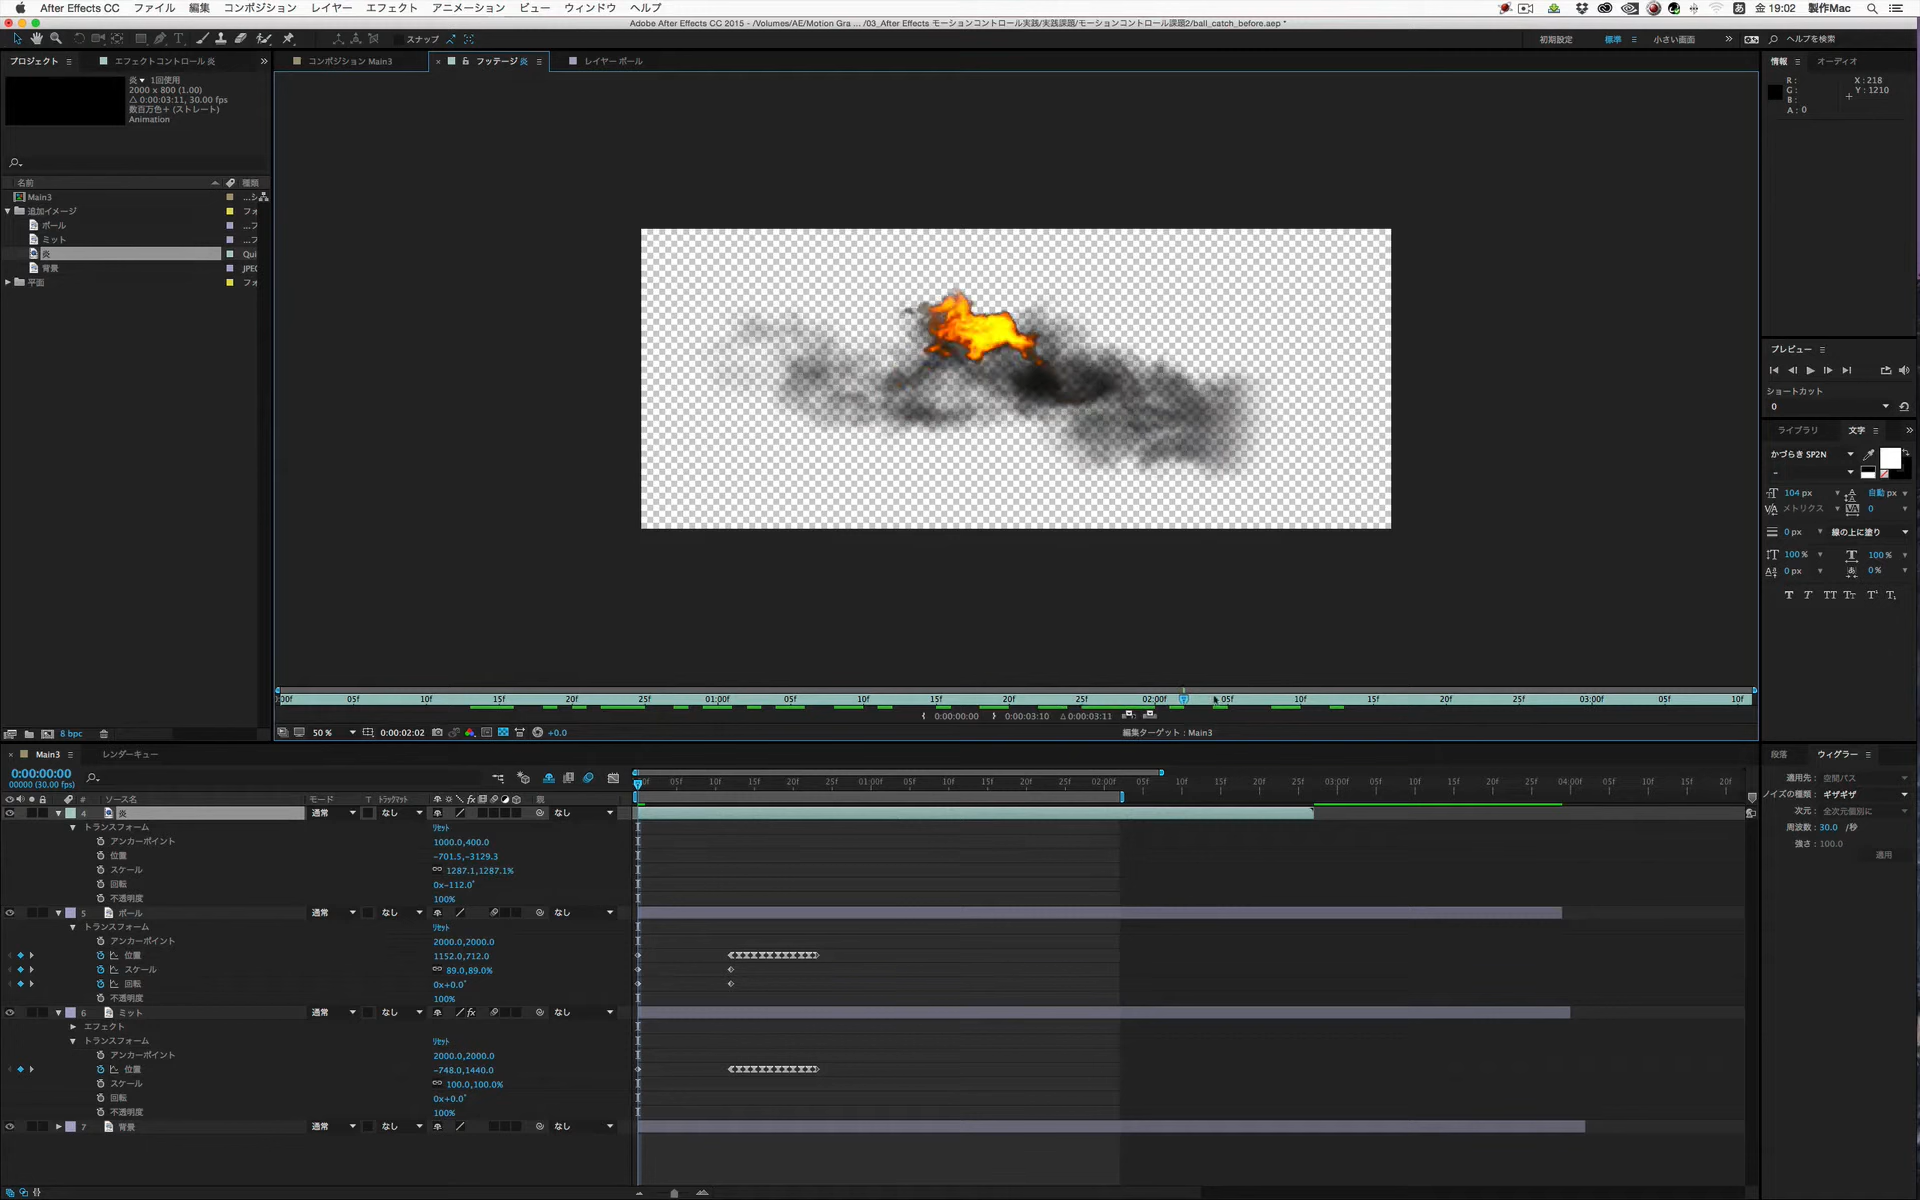 After Effects CC ファイル 編集 コンポジション レイヤー エフェクト アニメーション ビュー ウィンドウ ヘルプ
金 19:02 製作Mac
Adobe After Effects CC 2015 - /Volumes/AE/Motion Gra ... /03_After Effects モーションコントロール実践/実践課題/モーションコントロール課題2/ball_catch_before.aep *
スナップ
初期設定 標準 小さい画面 ヘルプを検索
プロジェクト エフェクトコントロール 炎
コンポジション Main3 フッテージ 炎 レイヤー ボール
情報 オーディオ
炎 1回使用
2000 x 800 (1.00)
Δ 0:00:03:11, 30.00 fps
数百万色+ (ストレート)
Animation
R :
G :
B :
A : 0
X : 218
Y : 1210
名前 種類
Main3
追加イメージ フォ
ボール
ミット
炎 Qui
背景 JPEG
平面 フォ
プレビュー
ショートカット
0
ライブラリ 文字
かづらき SP2N
-
104 px 自動 px
メトリクス 0
0 px 線の上に塗り
100 % 100 %
0 px 0 %
:00f 05f 10f 15f 20f 25f 01:00f 05f 10f 15f 20f 25f 02:00f 05f 10f 15f 20f 25f 03:00f 05f 10f
0:00:00:00 0:00:03:10 Δ 0:00:03:11
8 bpc
50 % 0:00:02:02 +0.0 編集ターゲット : Main3
Main3 レンダーキュー
0:00:00:00
00000 (30.00 fps)
05f 10f 15f 20f 25f 01:00f 05f 10f 15f 20f 25f 02:00f 05f 10f 15f 20f 25f 03:00f 05f 10f 15f 20f 25f 04:00f 05f 10f 15f 20f
# ソース名 モード T トラックマット 親
4 炎 通常 なし なし
トランスフォーム リセット
アンカーポイント 1000.0,400.0
位置 -701.5,-3129.3
スケール 1287.1,1287.1%
回転 0x-112.0°
不透明度 100%
5 ボール 通常 なし なし
トランスフォーム リセット
アンカーポイント 2000.0,2000.0
位置 1152.0,712.0
スケール 89.0,89.0%
回転 0x+0.0°
不透明度 100%
6 ミット 通常 なし なし
エフェクト
トランスフォーム リセット
アンカーポイント 2000.0,2000.0
位置 -748.0,1440.0
スケール 100.0,100.0%
回転 0x+0.0°
不透明度 100%
7 背景 通常 なし なし
段落 ウィグラー
適用先 : 空間パス
ノイズの種類 : ギザギザ
次元 : 全次元個別に
周波数 : 30.0 /秒
強さ : 100.0
適用